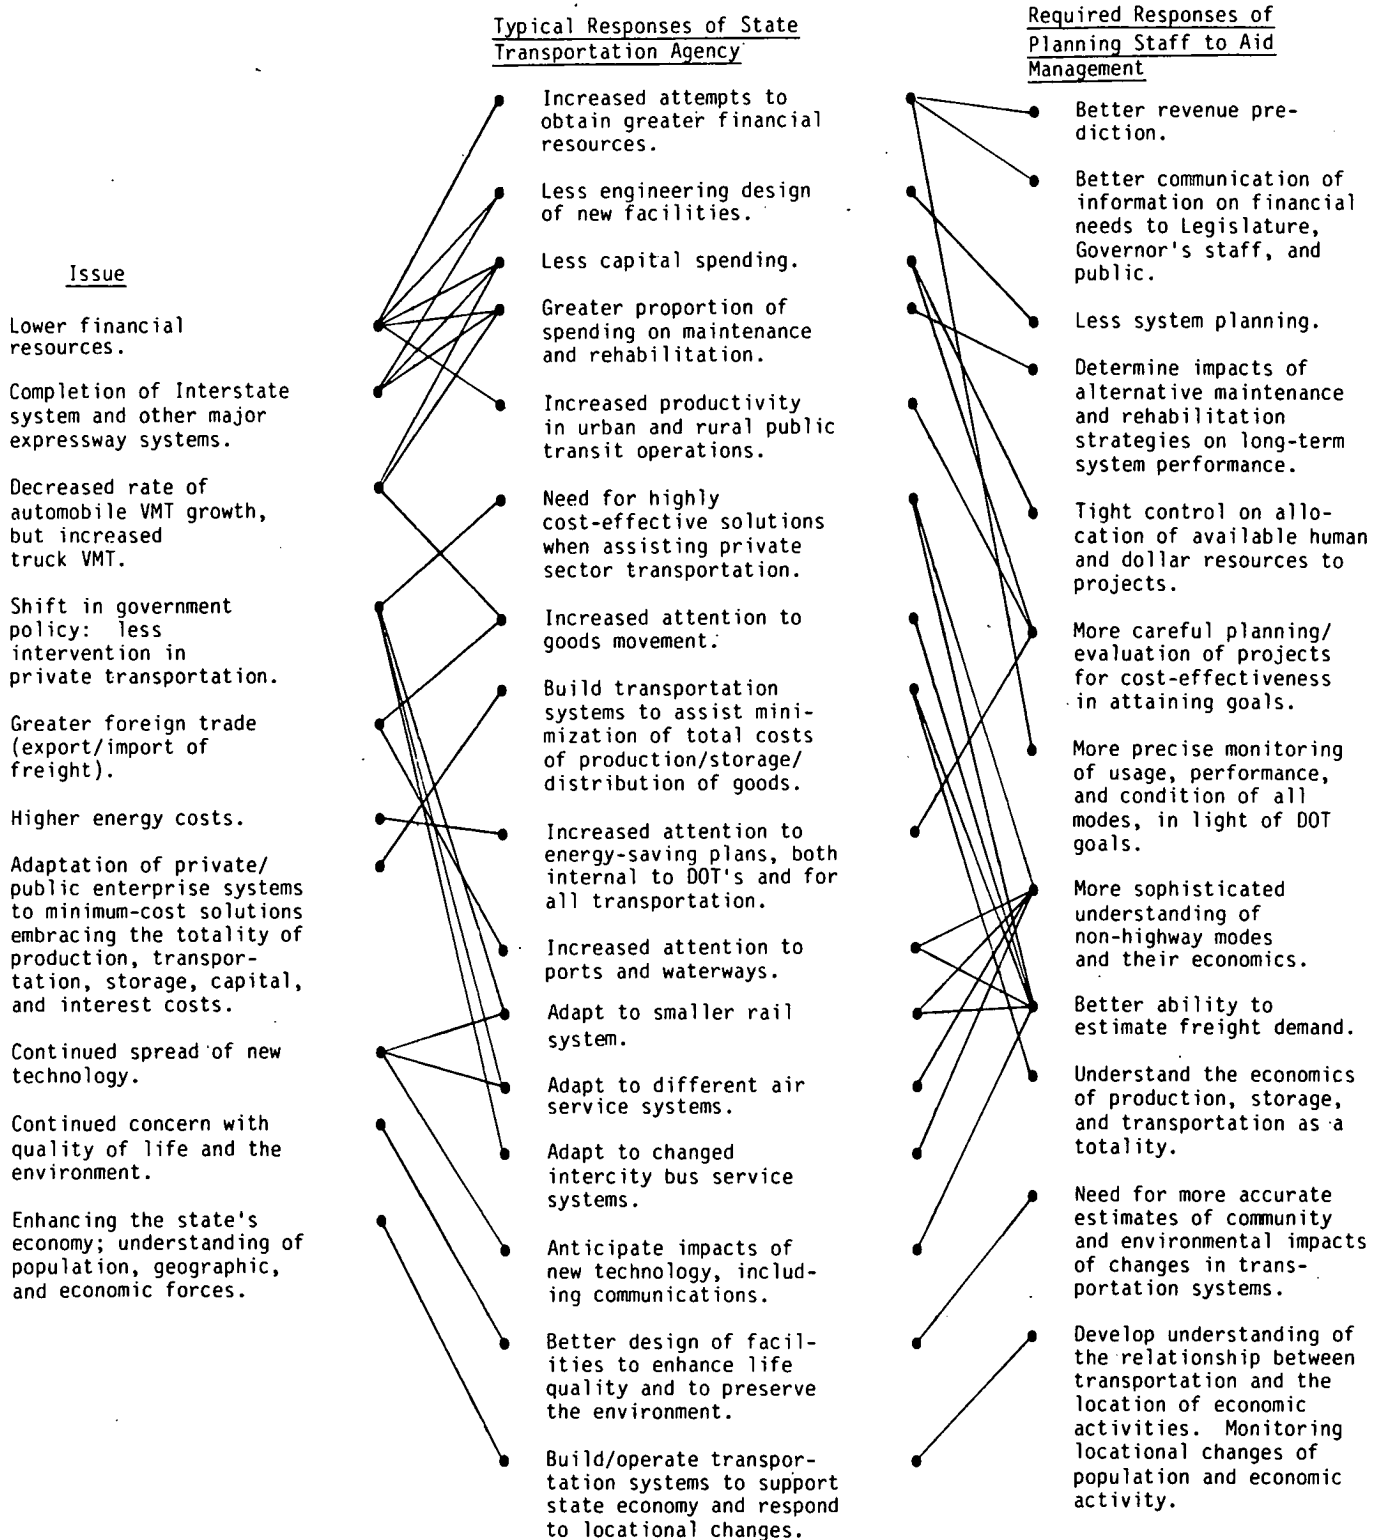 Issue
Lower financial
resources.
Completion of Interstate
system and other major
expressway systems.
Decreased rate of
automobile VMT growth,
but increased
truck VMT.
Shift in government
policy: less
intervention in
private transportation.
Greater foreign trade
(export/import of
freight).
Higher energy costs.
Adaptation of private/
public enterprise systems
to minimum-cost solutions
embracing the totality of
production, transpor-
tation, storage, capital,
and interest costs.
Continued spread of new
technology.
Continued concern with
quality of life and the
environment.
Enhancing the state's
economy; understanding of
population, geographic,
and economic forces.
Typical Responses of State
Transportation Agency
Increased attempts to
obtain greater financial
resources.
Less engineering design
of new facilities.
Less capital spending.
Greater proportion of
spending on maintenance
and rehabilitation.
Increased productivity
in urban and rural public
transit operations.
Need for highly
cost-effective solutions
when assisting private
sector transportation.
Increased attention to
goods movement.
Build transportation
systems to assist mini-
mization of total costs
of production/storage/
distribution of goods.
Increased attention to
energy-saving plans, both
internal to DOT's and for
all transportation.
Increased attention to
ports and waterways.
Adapt to smaller rail
system.
Adapt to different air
service systems.
Adapt to changed
intercity bus service
systems.
Anticipate impacts of
new technology, includ-
ing communications.
Better design of facil-
ities to enhance life
quality and to preserve
the environment.
Build/operate transpor-
tation systems to support
state economy and respond
to locational changes.
Required Responses of
Planning Staff to Aid
Management
Better revenue pre-
diction.
Better communication of
information on financial
needs to Legislature,
Governor's staff, and
public.
Less system planning.
Determine impacts of
alternative maintenance
and rehabilitation
strategies on long-term
system performance.
Tight control on allo-
cation of available human
and dollar resources to
projects.
More careful planning/
evaluation of projects
for cost-effectiveness
in attaining goals.
More precise monitoring
of usage, performance,
and condition of all
modes, in light of DOT
goals.
More sophisticated
understanding of
non-highway modes
and their economics.
Better ability to
estimate freight demand.
Understand the economics
of production, storage,
and transportation as a
totality.
Need for more accurate
estimates of community
and environmental impacts
of changes in trans-
portation systems.
Develop understanding of
the relationship between
transportation and the
location of economic
activities. Monitoring
locational changes of
population and economic
activity.